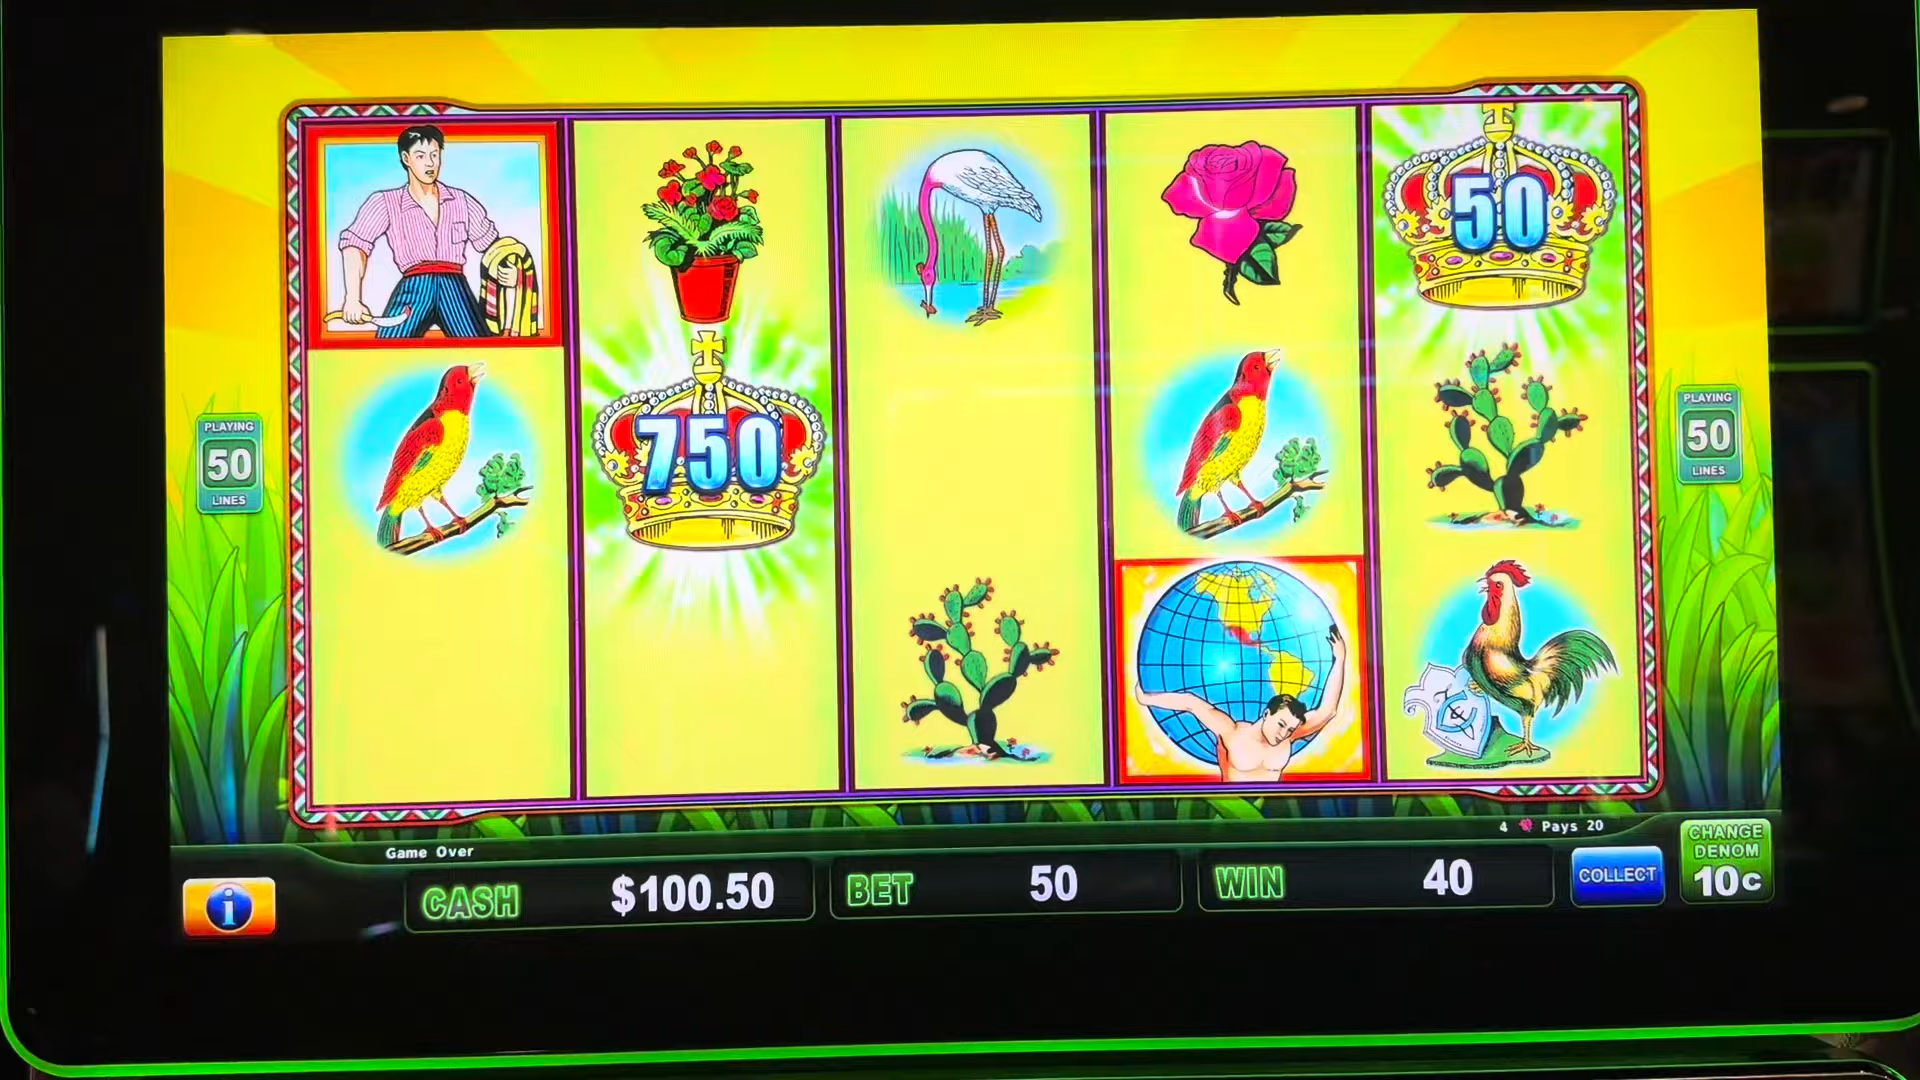 50
750
PLAYING
50
LINES
PLAYING
50
LINES
4 Pays 20
Game Over
CASH $100.50
BET 50
WIN 40
COLLECT
CHANGE
DENOM
10¢
i